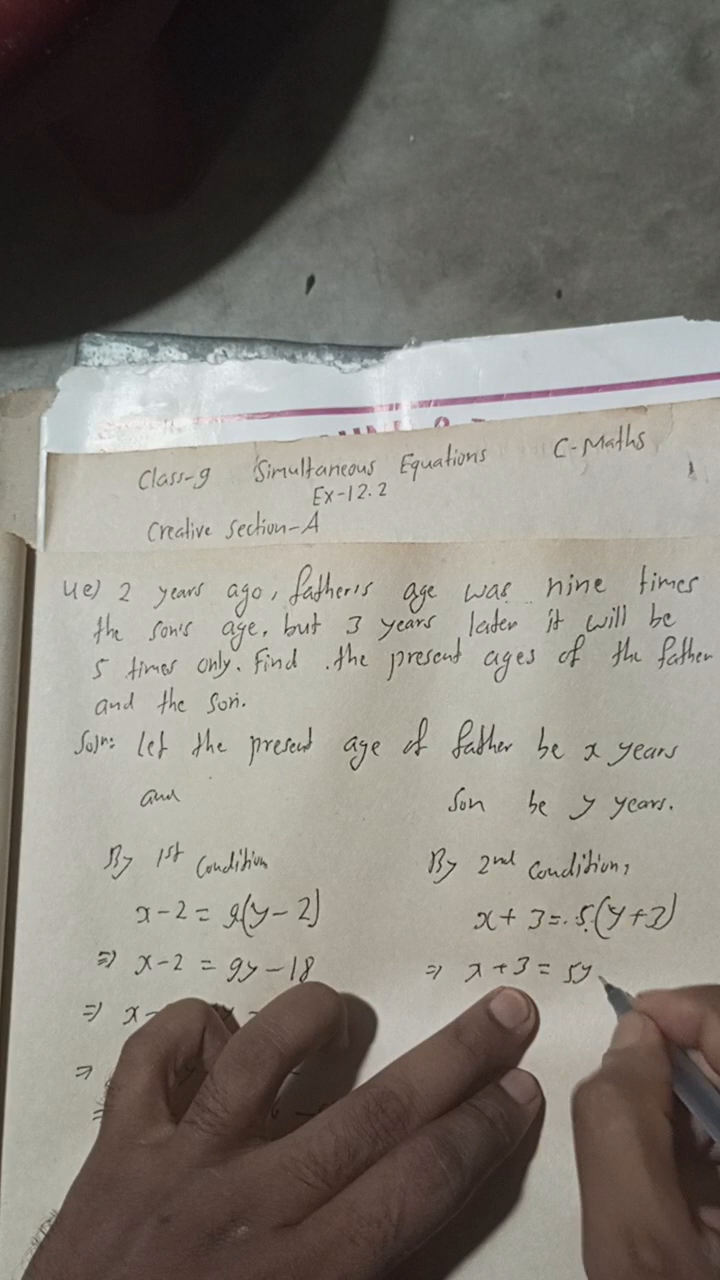 Class-9 Simultaneous Equations C-Maths
Ex-12.2
Creative Section-A
4e) 2 years ago, father's age was nine times
the son's age, but 3 years later it will be
5 times only. Find the present ages of the father
and the son.
Soln: let the present age of father be x years
and son be y years.
By 1st Condition By 2nd Condition,
x-2 = 9(y-2) x+3 = 5(y+3)
=) x-2 = 9y-18 =) x+3 = 5y
=) x-
=)